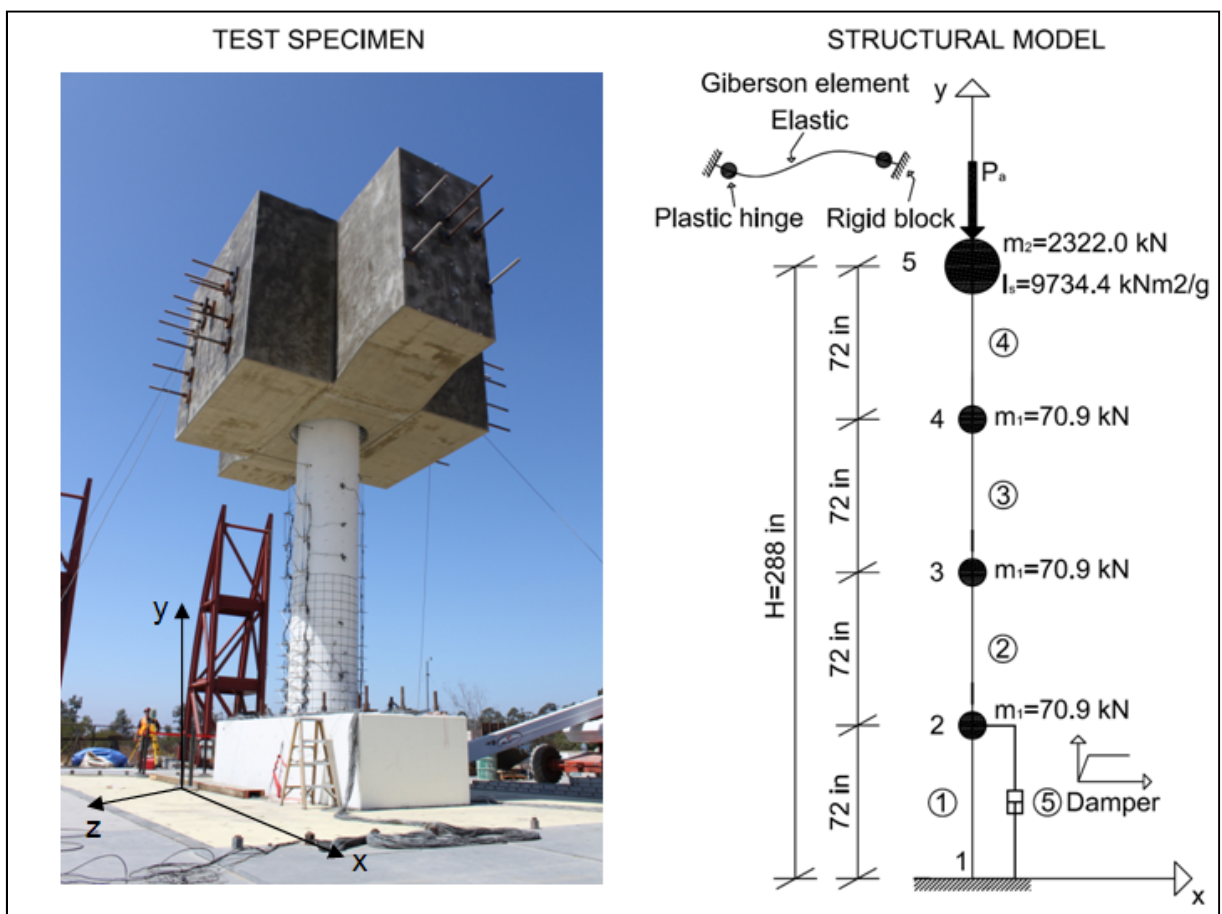 TEST SPECIMEN
STRUCTURAL MODEL
Giberson element
Elastic
Plastic hinge
Rigid block
y
Pa
5
m2=2322.0 kN
Is=9734.4 kNm2/g
72 in
④
4
m1=70.9 kN
H=288 in
72 in
③
3
m1=70.9 kN
72 in
②
2
m1=70.9 kN
72 in
①
⑤ Damper
1
x
y
z
x